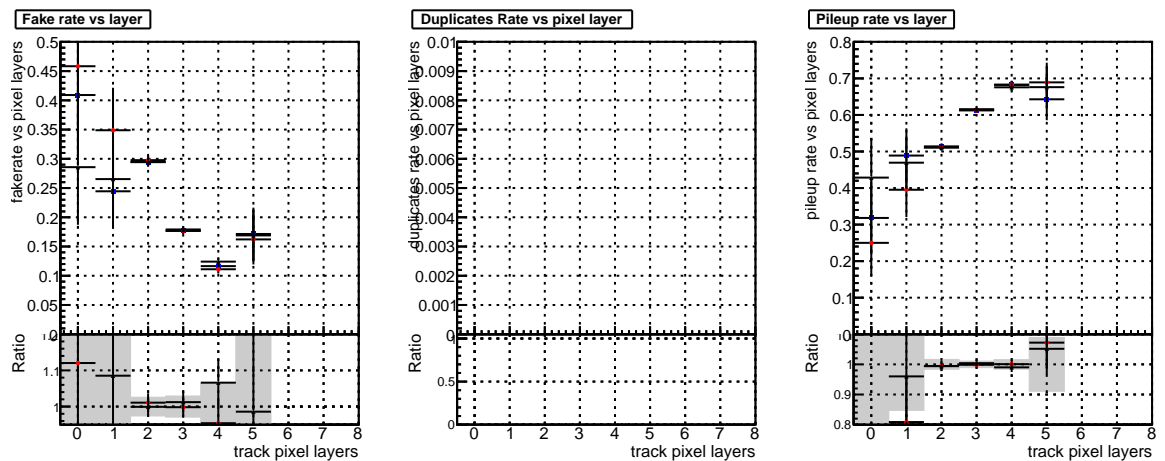 Fake rate vs layer
fakerate vs pixel layers
0.5
0.45
0.4
0.35
0.3
0.25
0.2
0.15
0.1
0.05
0
Ratio
1.1
1
0 1 2 3 4 5 6 7 8
track pixel layers
Duplicates Rate vs pixel layer
duplicates rate vs pixel layers
0.01
0.009
0.008
0.007
0.006
0.005
0.004
0.003
0.002
0.001
0
Ratio
1
0.5
0
0 1 2 3 4 5 6 7 8
track pixel layers
Pileup rate vs layer
pileup rate vs pixel layers
0.8
0.7
0.6
0.5
0.4
0.3
0.2
0.1
0
Ratio
1
0.9
0.8
0 1 2 3 4 5 6 7 8
track pixel layers